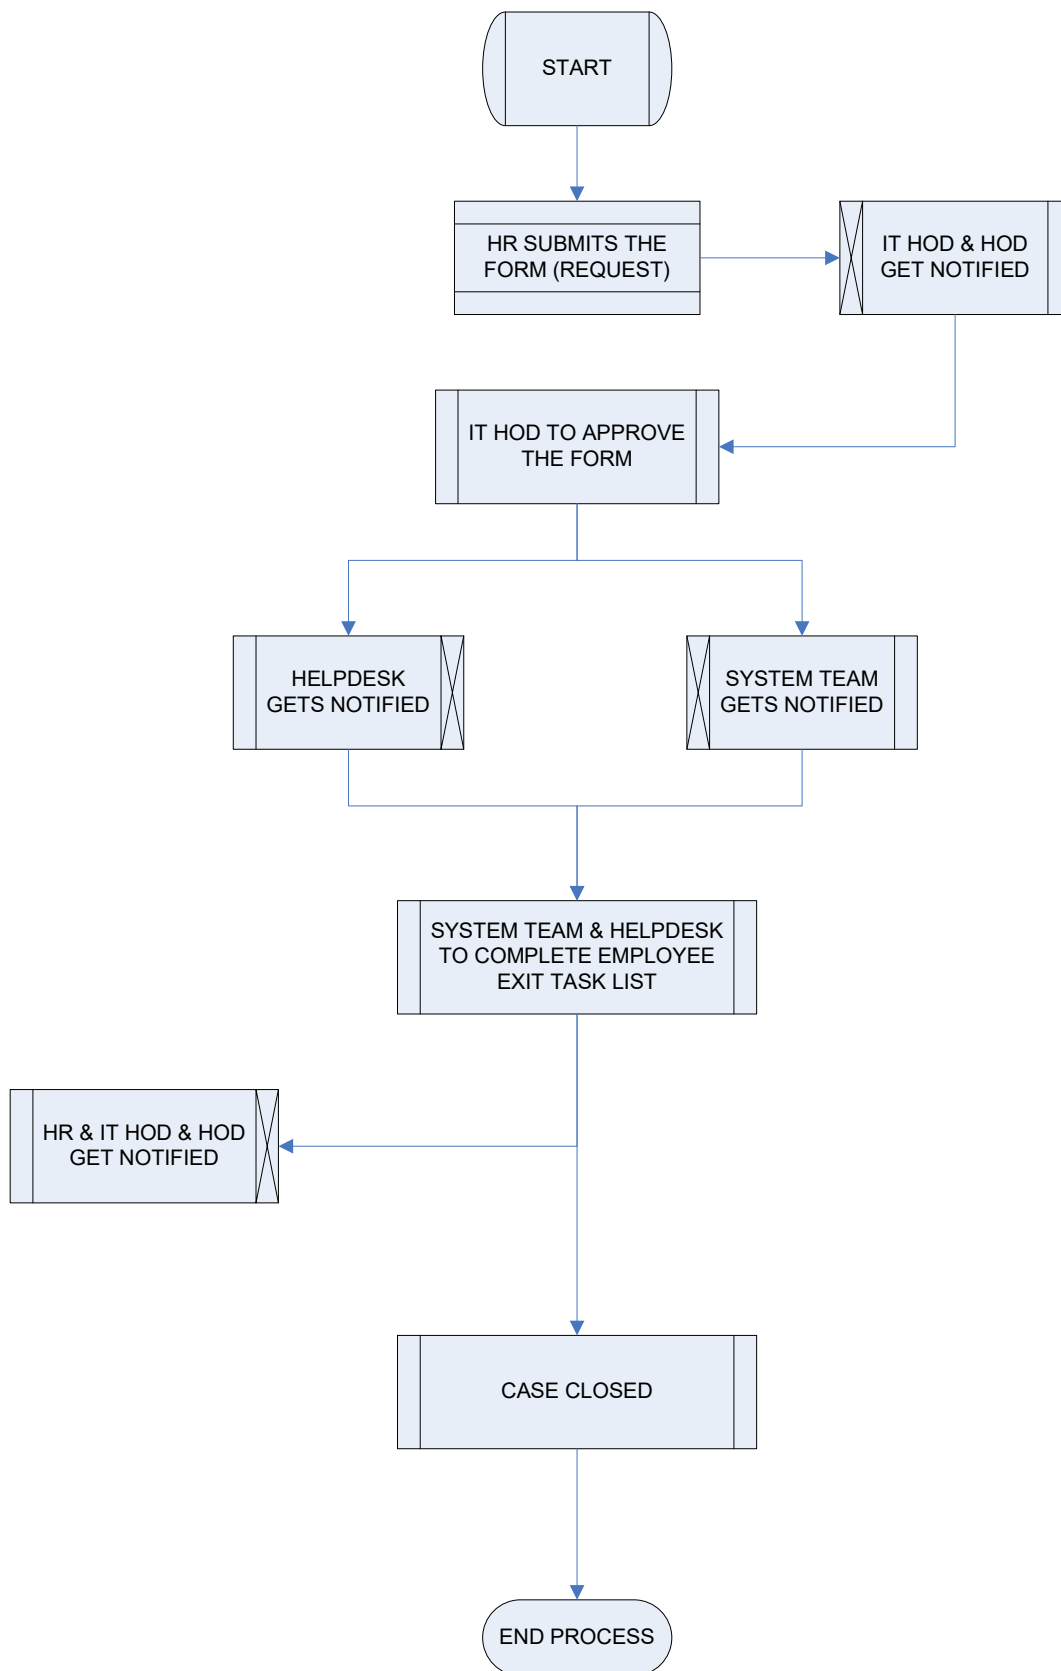 START
HR SUBMITS THE
FORM (REQUEST)
IT HOD & HOD
GET NOTIFIED
IT HOD TO APPROVE
THE FORM
HELPDESK
GETS NOTIFIED
SYSTEM TEAM
GETS NOTIFIED
SYSTEM TEAM & HELPDESK
TO COMPLETE EMPLOYEE
EXIT TASK LIST
HR & IT HOD & HOD
GET NOTIFIED
CASE CLOSED
END PROCESS